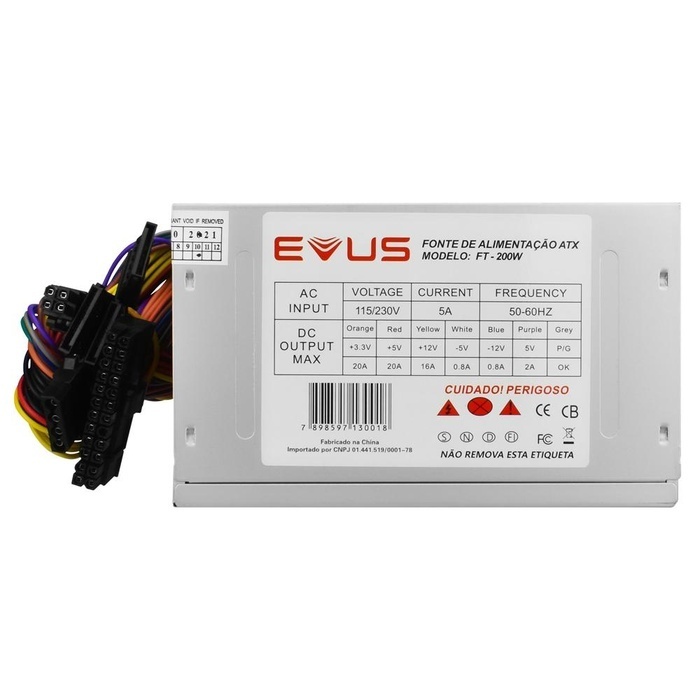 ANT VOID IF REMOVED
0 2 21
8 9 10 11 12
EVUS
FONTE DE ALIMENTAÇÃO ATX
MODELO: FT - 200W
AC INPUT VOLTAGE CURRENT FREQUENCY
115/230V 5A 50-60HZ
DC OUTPUT MAX Orange Red Yellow White Blue Purple Grey
+3.3V +5V +12V -5V -12V 5V P/G
20A 20A 16A 0.8A 0.8A 2A OK
CUIDADO! PERIGOSO
CE CB
7 898597 130018
Fabricado na China
Importado por CNPJ 01.441.519/0001-78
S N D FI FC
NÃO REMOVA ESTA ETIQUETA